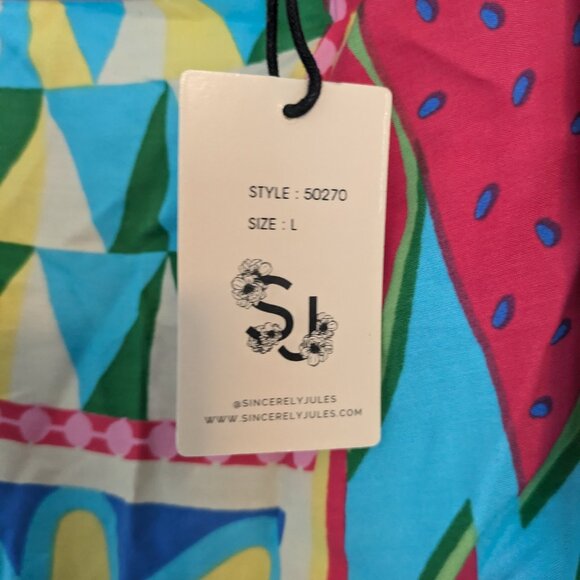 STYLE : 50270
SIZE : L
SJ
@SINCERELYJULES
WWW.SINCERELYJULES.COM